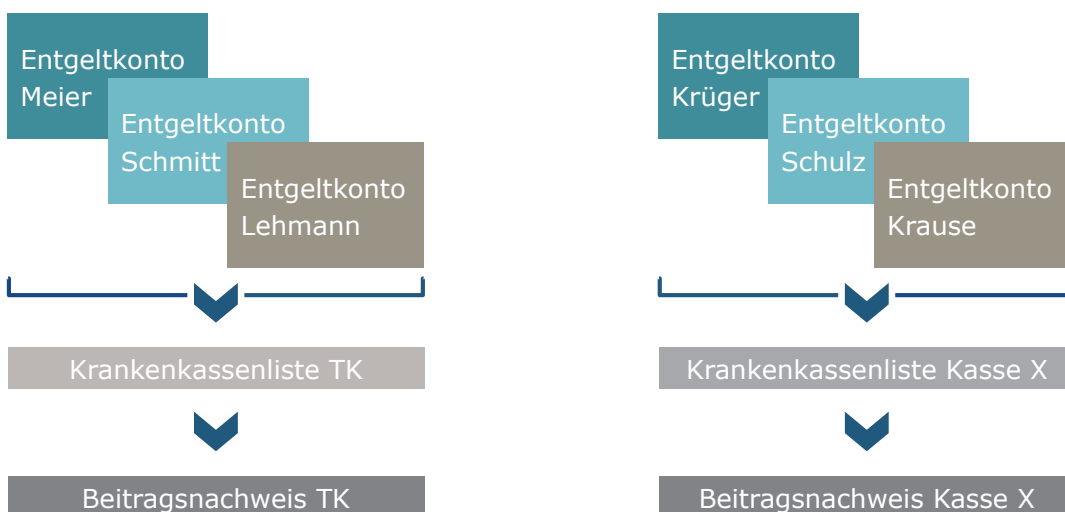 Entgeltkonto
Meier
Entgeltkonto
Schmitt
Entgeltkonto
Lehmann
Krankenkassenliste TK
Beitragsnachweis TK
Entgeltkonto
Krüger
Entgeltkonto
Schulz
Entgeltkonto
Krause
Krankenkassenliste Kasse X
Beitragsnachweis Kasse X